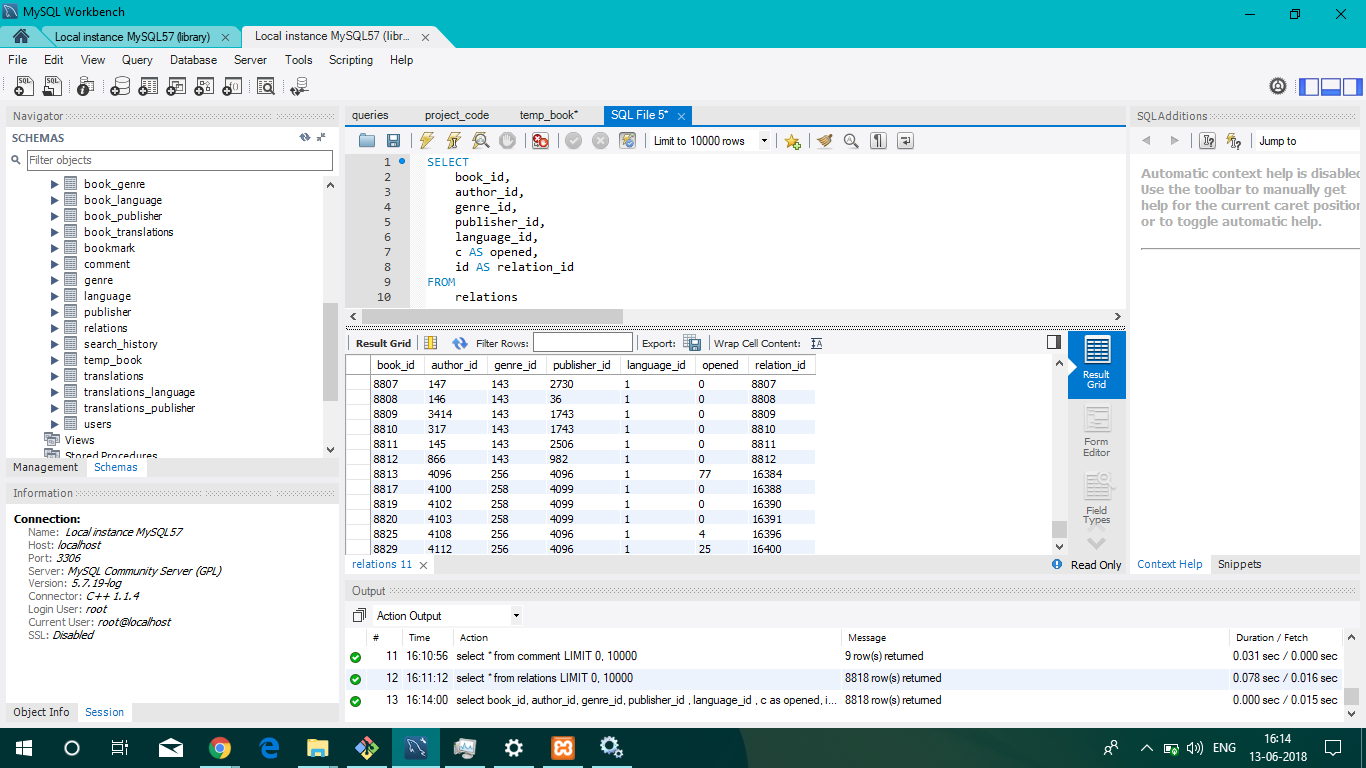 MySQL Workbench
Local instance MySQL57 (library)
Local instance MySQL57 (libr...
File Edit View Query Database Server Tools Scripting Help
Navigator
SCHEMAS
Filter objects
book_genre
book_language
book_publisher
book_translations
bookmark
comment
genre
language
publisher
relations
search_history
temp_book
translations
translations_language
translations_publisher
users
Views
Stored Procedures
Management Schemas
Information
Connection:
Name: Local instance MySQL57
Host: localhost
Port: 3306
Server: MySQL Community Server (GPL)
Version: 5.7.19-log
Connector: C++ 1.1.4
Login User: root
Current User: root@localhost
SSL: Disabled
Object Info Session
queries project_code temp_book* SQL File 5*
Limit to 10000 rows
1 SELECT
2 book_id,
3 author_id,
4 genre_id,
5 publisher_id,
6 language_id,
7 c AS opened,
8 id AS relation_id
9 FROM
10 relations
Result Grid Filter Rows: Export: Wrap Cell Content:
book_id author_id genre_id publisher_id language_id opened relation_id
8807 147 143 2730 1 0 8807
8808 146 143 36 1 0 8808
8809 3414 143 1743 1 0 8809
8810 317 143 1743 1 0 8810
8811 145 143 2506 1 0 8811
8812 866 143 982 1 0 8812
8813 4096 256 4096 1 77 16384
8817 4100 258 4099 1 0 16388
8819 4102 258 4099 1 0 16390
8820 4103 258 4099 1 0 16391
8825 4108 256 4096 1 4 16396
8829 4112 256 4096 1 25 16400
Result Grid
Form Editor
Field Types
relations 11
Read Only
SQLAdditions
Jump to
Automatic context help is disabled.
Use the toolbar to manually get
help for the current caret position
or to toggle automatic help.
Context Help Snippets
Output
Action Output
# Time Action Message Duration / Fetch
11 16:10:56 select * from comment LIMIT 0, 10000 9 row(s) returned 0.031 sec / 0.000 sec
12 16:11:12 select * from relations LIMIT 0, 10000 8818 row(s) returned 0.078 sec / 0.016 sec
13 16:14:00 select book_id, author_id, genre_id, publisher_id , language_id , c as opened, i... 8818 row(s) returned 0.000 sec / 0.015 sec
ENG
16:14
13-06-2018